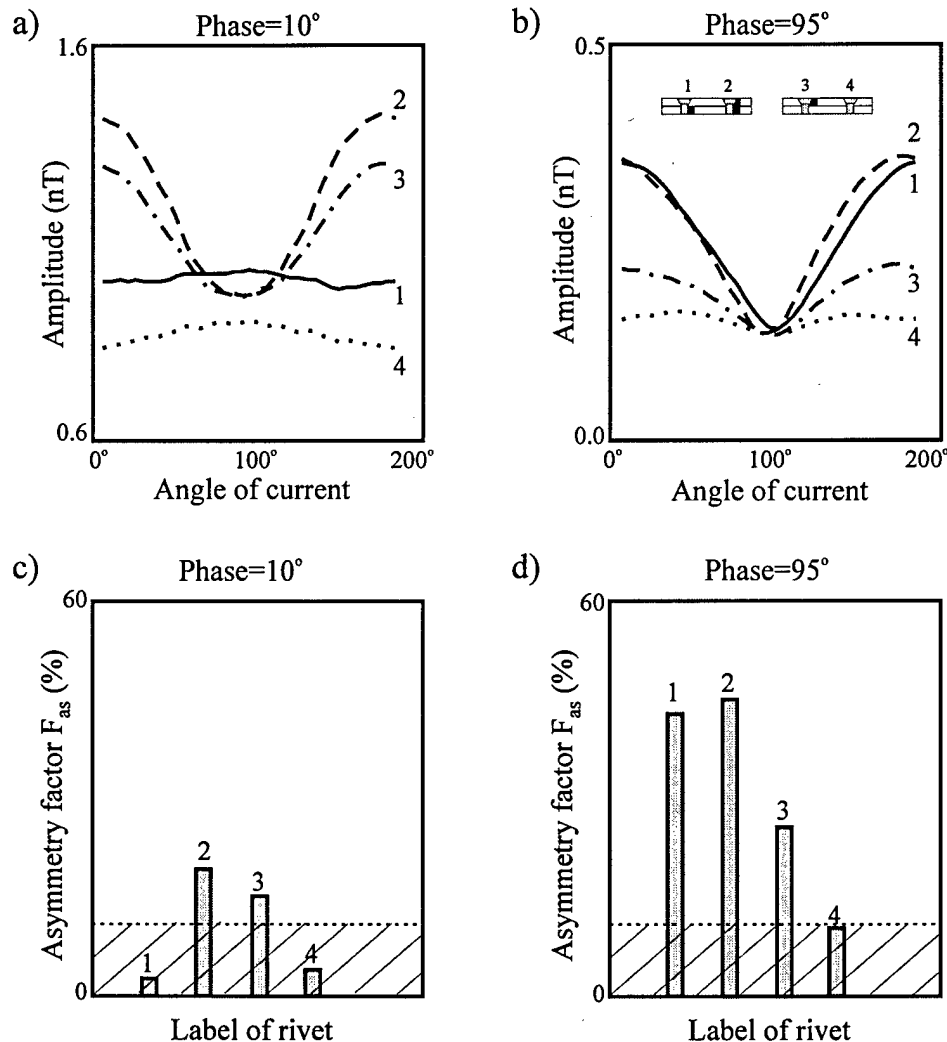 a)
Phase=10°
1.6
Amplitude (nT)
2
3
1
4
0.6
0° 100° 200°
Angle of current
b)
Phase=95°
0.5
Amplitude (nT)
1 2 3 4
2
1
3
4
0.0
0° 100° 200°
Angle of current
c)
Phase=10°
60
Asymmetry factor Fas (%)
1 2 3 4
0
Label of rivet
d)
Phase=95°
60
Asymmetry factor Fas (%)
1 2 3 4
0
Label of rivet